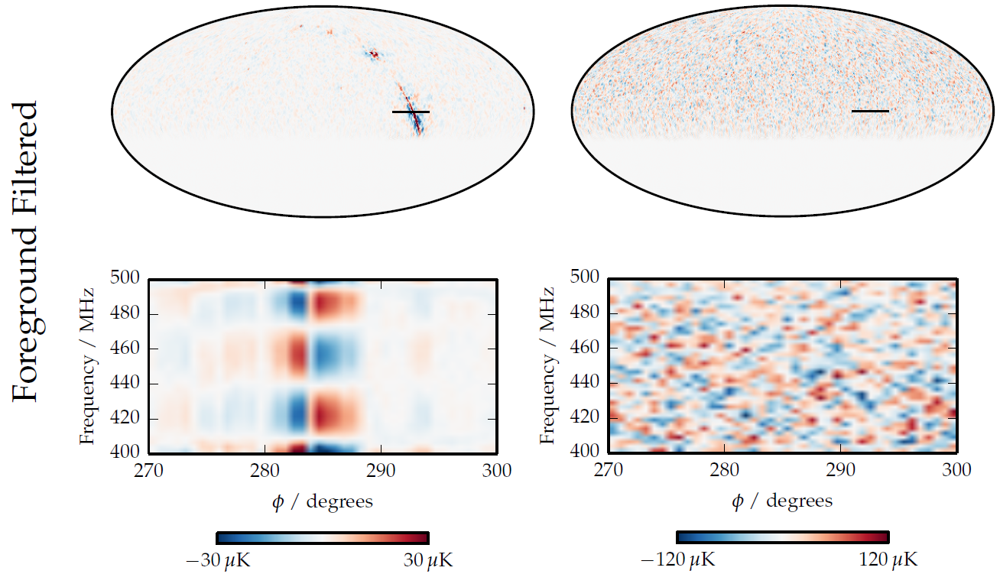 Foreground Filtered
500
480
460
440
420
400
Frequency / MHz
270 280 290 300
ϕ / degrees
−30 μK 30 μK
500
480
460
440
420
400
Frequency / MHz
270 280 290 300
ϕ / degrees
−120 μK 120 μK